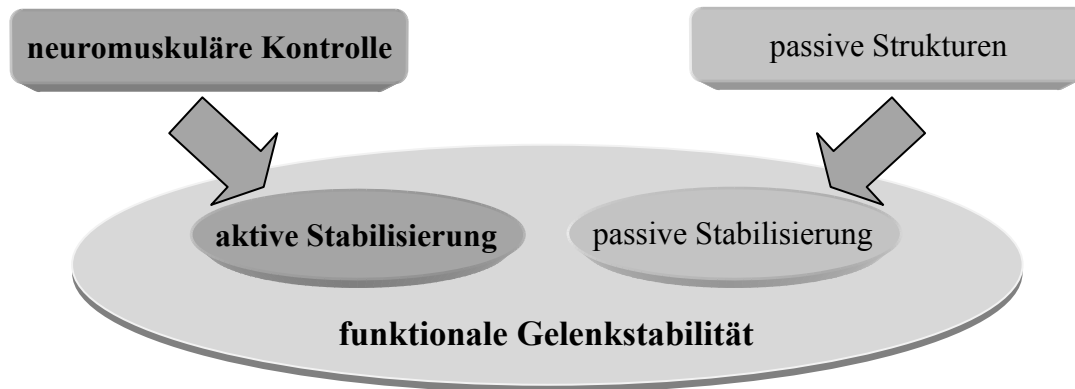 neuromuskuläre Kontrolle
passive Strukturen
aktive Stabilisierung
passive Stabilisierung
funktionale Gelenkstabilität